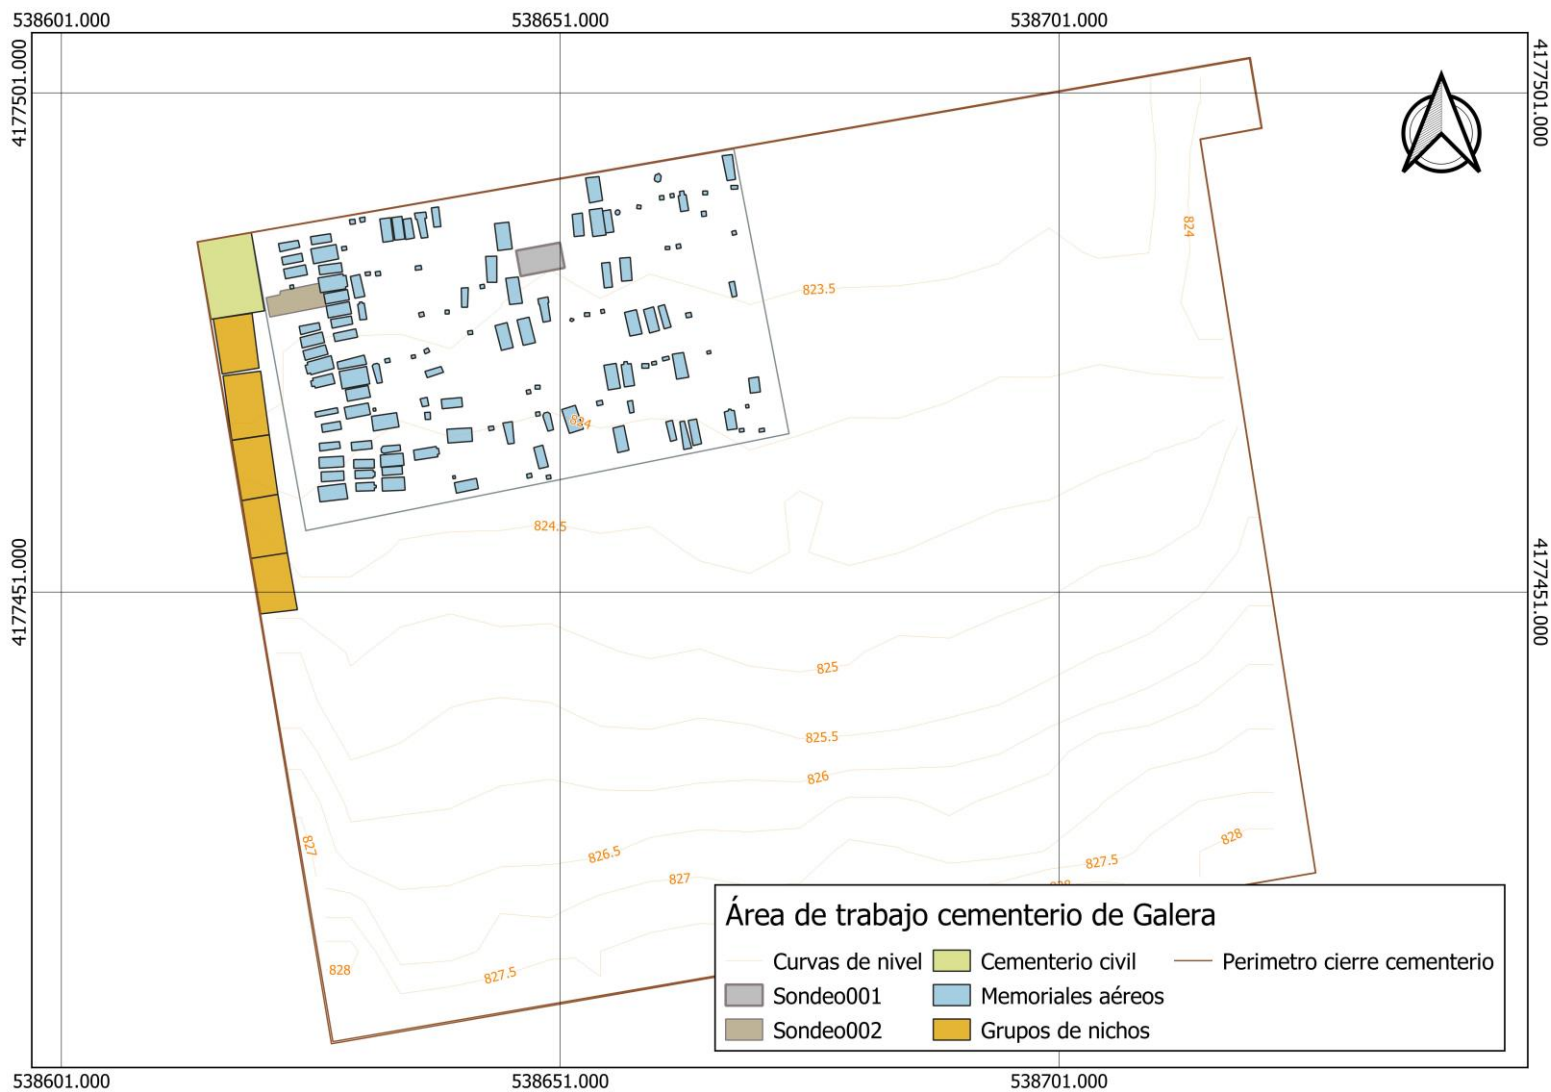 538601.000 538651.000 538701.000
4177501.000 4177501.000
824
823.5
824
824.5
4177451.000 4177451.000
825
825.5
826
827
826.5
827
827.5
828
828
827.5
Área de trabajo cementerio de Galera
Curvas de nivel Cementerio civil Perimetro cierre cementerio
Sondeo001 Memoriales aéreos
Sondeo002 Grupos de nichos
538601.000 538651.000 538701.000